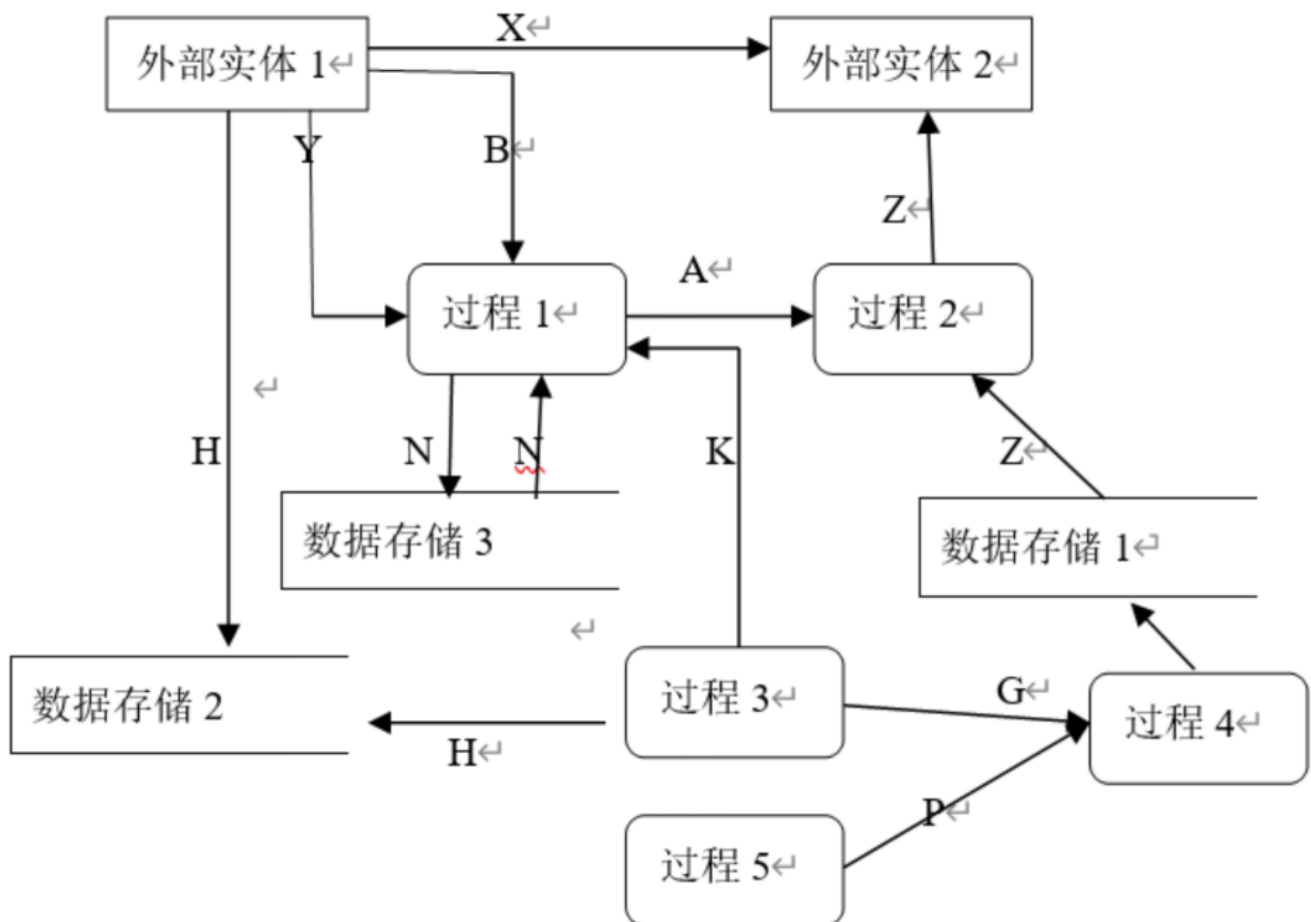 X↵
外部实体 1↵
外部实体 2↵
Y
B↵
Z↵
A↵
过程 1↵
过程 2↵
↵
H
N
N
K
Z↵
数据存储 3
数据存储 1↵
↵
数据存储 2
过程 3↵
G↵
过程 4↵
H↵
P↵
过程 5↵